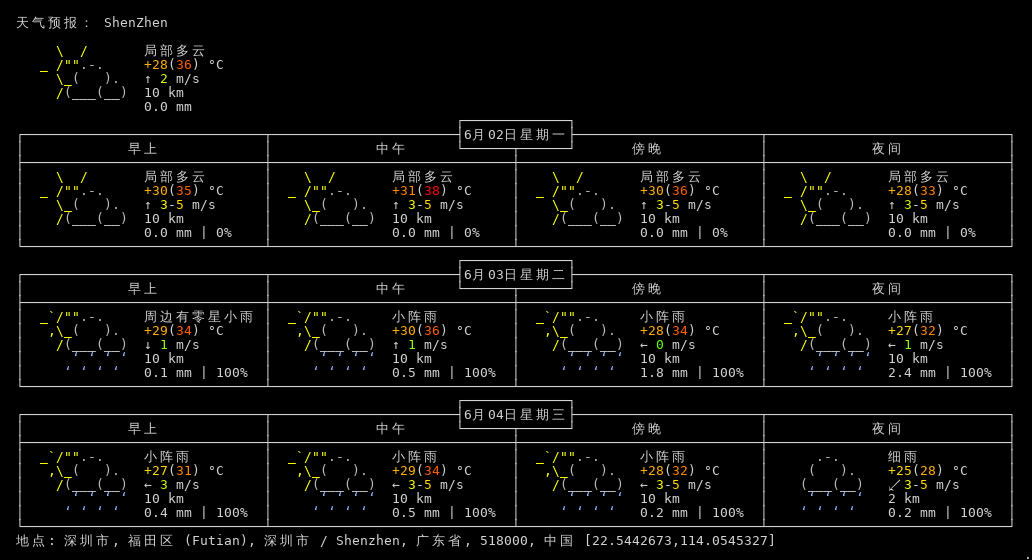 天气预报： ShenZhen
局部多云
+28(36) °C
↑ 2 m/s
10 km
0.0 mm
6月02日星期一
早上 中午 傍晚 夜间
局部多云 局部多云 局部多云 局部多云
+30(35) °C +31(38) °C +30(36) °C +28(33) °C
↑ 3-5 m/s ↑ 3-5 m/s ↑ 3-5 m/s ↑ 3-5 m/s
10 km 10 km 10 km 10 km
0.0 mm | 0% 0.0 mm | 0% 0.0 mm | 0% 0.0 mm | 0%
6月03日星期二
早上 中午 傍晚 夜间
周边有零星小雨 小阵雨 小阵雨 小阵雨
+29(34) °C +30(36) °C +28(34) °C +27(32) °C
↓ 1 m/s ↑ 1 m/s ← 0 m/s ← 1 m/s
10 km 10 km 10 km 10 km
0.1 mm | 100% 0.5 mm | 100% 1.8 mm | 100% 2.4 mm | 100%
6月04日星期三
早上 中午 傍晚 夜间
小阵雨 小阵雨 小阵雨 细雨
+27(31) °C +29(34) °C +28(32) °C +25(28) °C
← 3 m/s ← 3-5 m/s ← 3-5 m/s ↙ 3-5 m/s
10 km 10 km 10 km 2 km
0.4 mm | 100% 0.5 mm | 100% 0.2 mm | 100% 0.2 mm | 100%
地点: 深圳市, 福田区 (Futian), 深圳市 / Shenzhen, 广东省, 518000, 中国 [22.5442673,114.0545327]